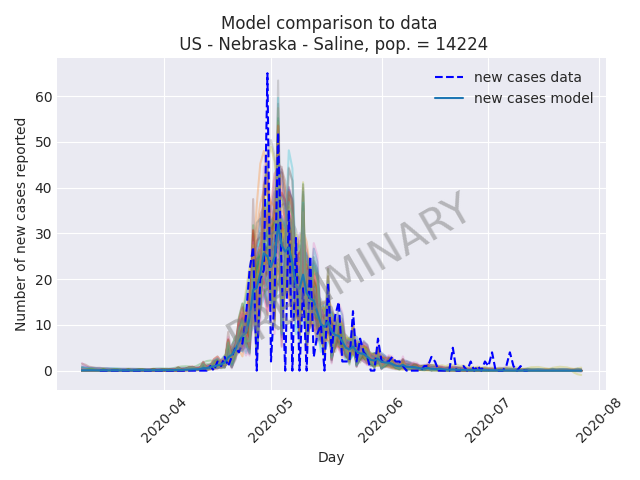 Model comparison to data
US - Nebraska - Saline, pop. = 14224
new cases data
new cases model
PRELIMINARY
Number of new cases reported
60
50
40
30
20
10
0
2020-04
2020-05
2020-06
2020-07
2020-08
Day